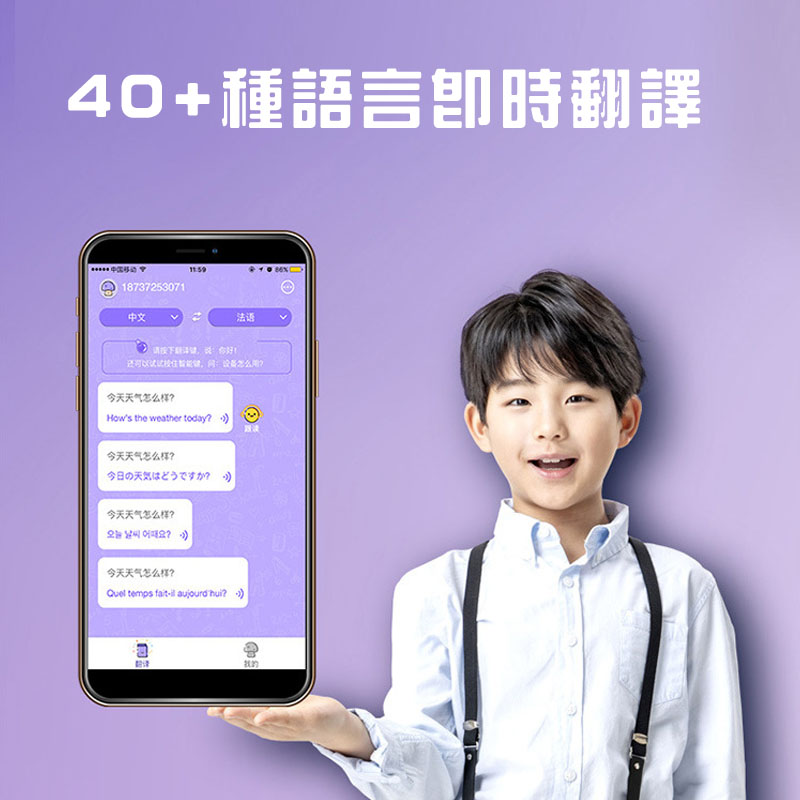 40+種語言即時翻譯
中国移动 11:59 86%
18737253071
中文 法语
请按下翻译键，说：你好！
还可以试试按住智能键，问：设备怎么用？
今天天气怎么样？
How's the weather today?
跟读
今天天气怎么样？
今日の天気はどうですか？
今天天气怎么样？
오늘 날씨 어때요?
今天天气怎么样？
Quel temps fait-il aujourd'hui?
翻译 我的